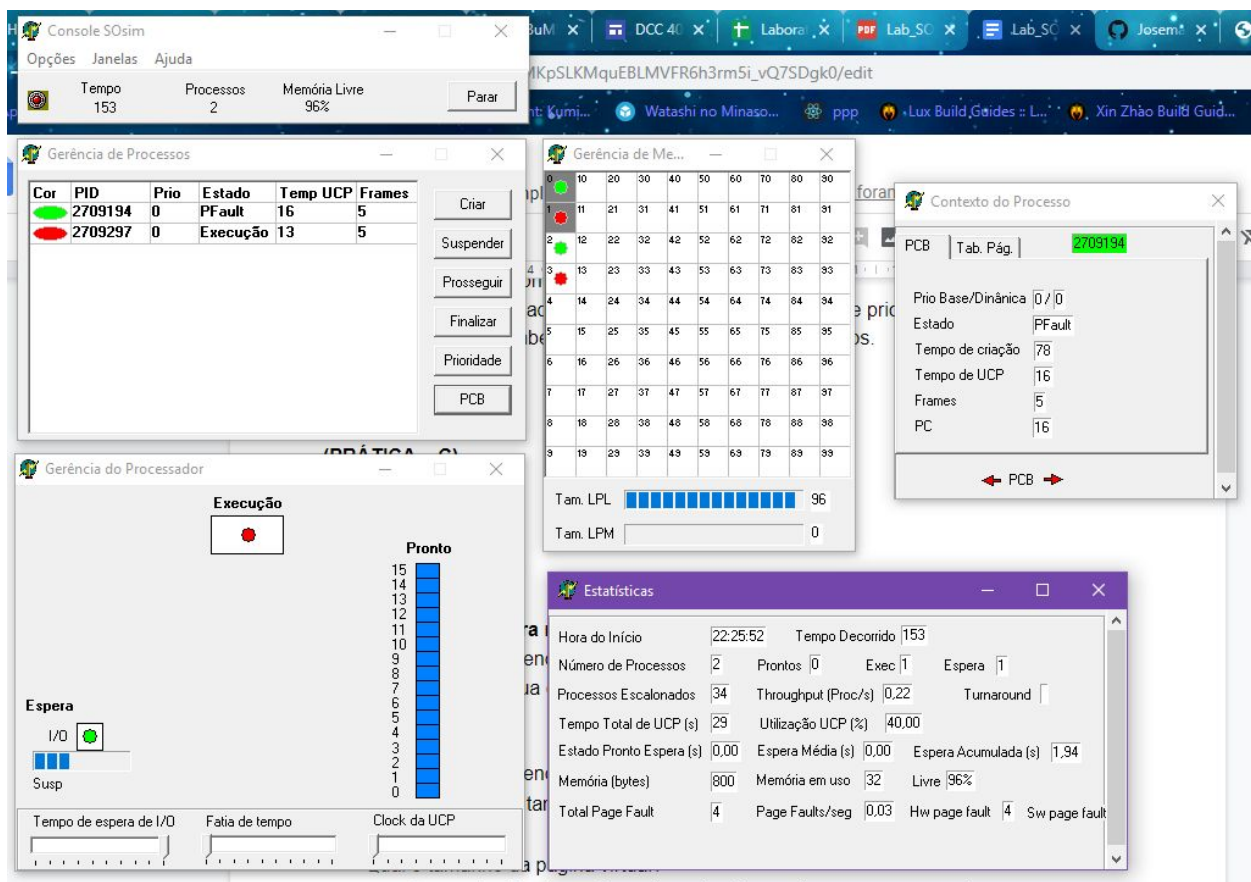 Console SOsim
Opções Janelas Ajuda
Tempo Processos Memória Livre
153 2 96% Parar
BuM DCC 40 Labora Lab_SO Lab_SO Josema
MKpSLKMquEBLMVFR6h3rm5i_vQ7SDgk0/edit
nt: Kumi... Watashi no Minaso... ppp Lux Build Guides :: L... Xin Zhao Build Guid...
Gerência de Processos
Cor PID Prio Estado Temp UCP Frames
2709194 0 PFault 16 5
2709297 0 Execução 13 5
Criar
Suspender
Prosseguir
Finalizar
Prioridade
PCB
Gerência de Me...
0 10 20 30 40 50 60 70 80 90
1 11 21 31 41 51 61 71 81 91
2 12 22 32 42 52 62 72 82 92
3 13 23 33 43 53 63 73 83 93
4 14 24 34 44 54 64 74 84 94
5 15 25 35 45 55 65 75 85 95
6 16 26 36 46 56 66 76 86 96
7 17 27 37 47 57 67 77 87 97
8 18 28 38 48 58 68 78 88 98
9 19 29 39 49 59 69 79 89 99
Tam. LPL 96
Tam. LPM 0
foran
e prio
os.
Contexto do Processo
PCB Tab. Pág. 2709194
Prio Base/Dinâmica 0 / 0
Estado PFault
Tempo de criação 78
Tempo de UCP 16
Frames 5
PC 16
PCB
Gerência do Processador
Execução
Pronto
15
14
13
12
11
10
9
8
7
6
5
4
3
2
1
0
Espera
I/O
Susp
Tempo de espera de I/O Fatia de tempo Clock da UCP
Estatísticas
Hora do Início 22:25:52 Tempo Decorrido 153
Número de Processos 2 Prontos 0 Exec 1 Espera 1
Processos Escalonados 34 Throughput (Proc/s) 0,22 Turnaround
Tempo Total de UCP (s) 29 Utilização UCP (%) 40,00
Estado Pronto Espera (s) 0,00 Espera Média (s) 0,00 Espera Acumulada (s) 1,94
Memória (bytes) 800 Memória em uso 32 Livre 96%
Total Page Fault 4 Page Faults/seg 0,03 Hw page fault 4 Sw page fault